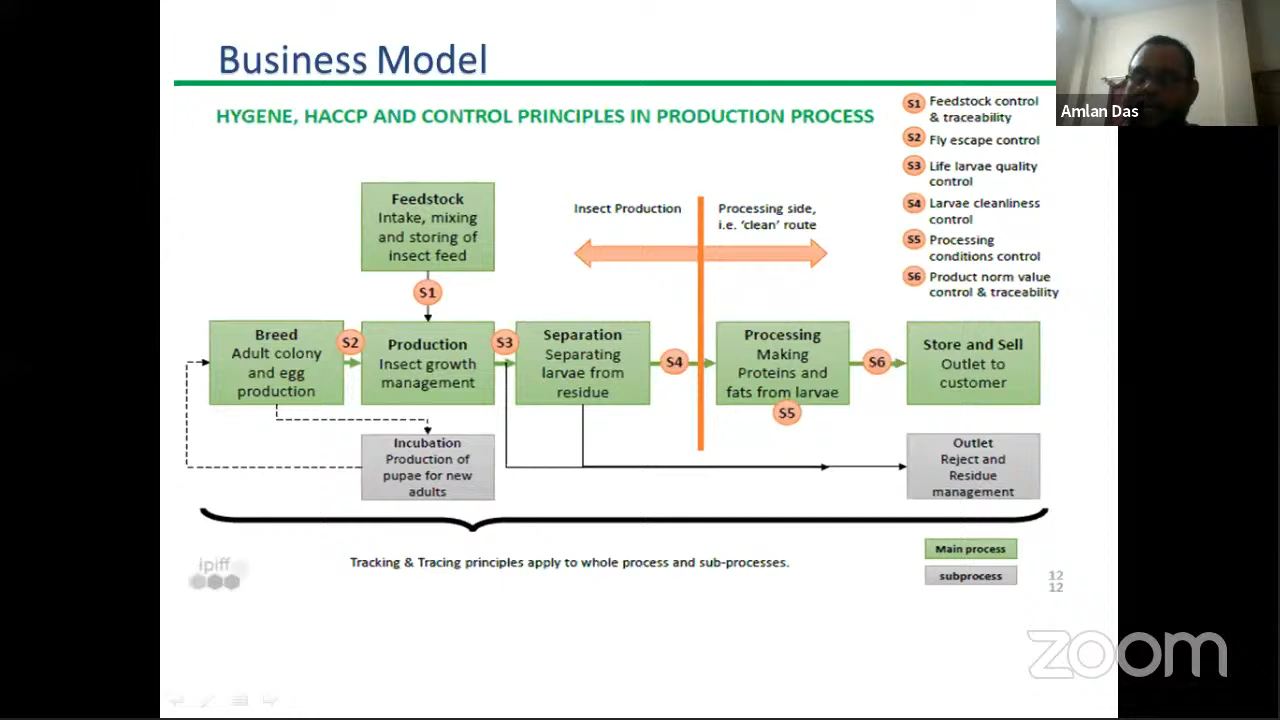 Business Model
HYGENE, HACCP AND CONTROL PRINCIPLES IN PRODUCTION PROCESS
S1 Feedstock control
& traceability
S2 Fly escape control
S3 Life larvae quality
control
S4 Larvae cleanliness
control
S5 Processing
conditions control
S6 Product norm value
control & traceability
Amlan Das
Feedstock
Intake, mixing
and storing of
insect feed
Insect Production
Processing side,
i.e. ‘clean’ route
S1
Breed
Adult colony
and egg
production
S2
Production
Insect growth
management
S3
Separation
Separating
larvae from
residue
S4
Processing
Making
Proteins and
fats from larvae
S5
S6
Store and Sell
Outlet to
customer
Incubation
Production of
pupae for new
adults
Outlet
Reject and
Residue
management
Tracking & Tracing principles apply to whole process and sub-processes.
Main process
subprocess
ipiff
12
12
zoom